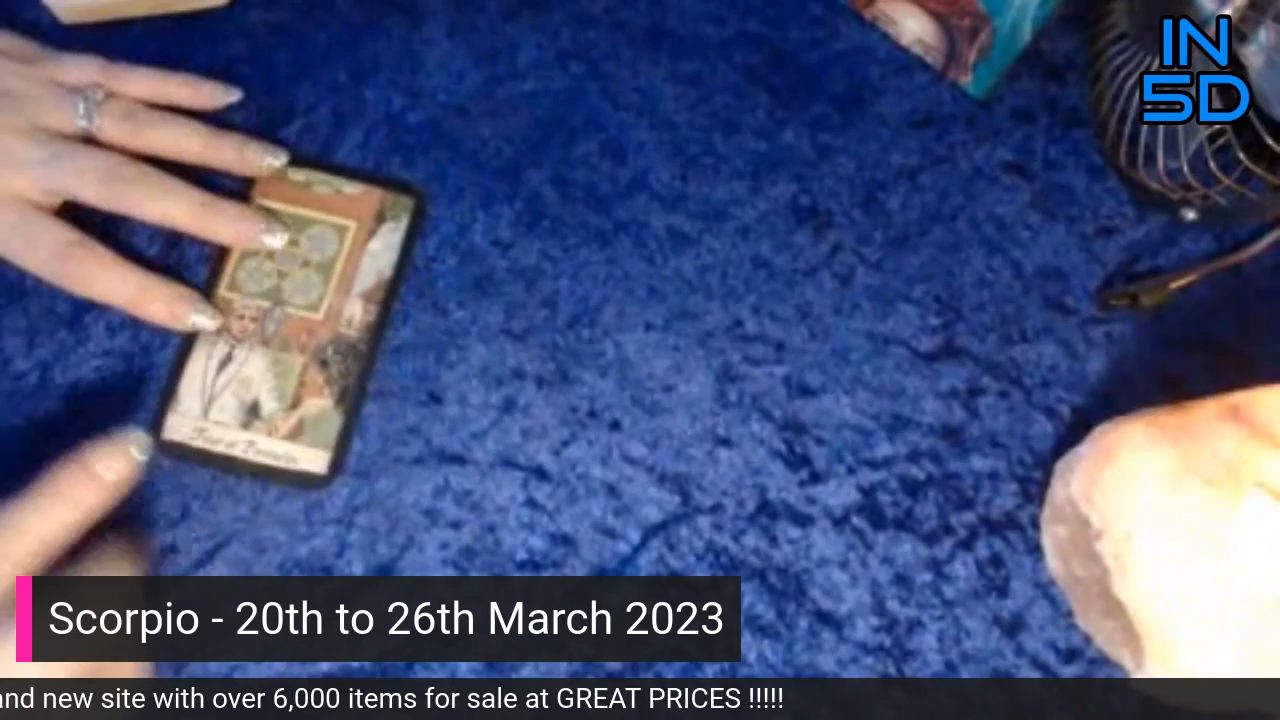 IN
5D
Scorpio - 20th to 26th March 2023
and new site with over 6,000 items for sale at GREAT PRICES !!!!!